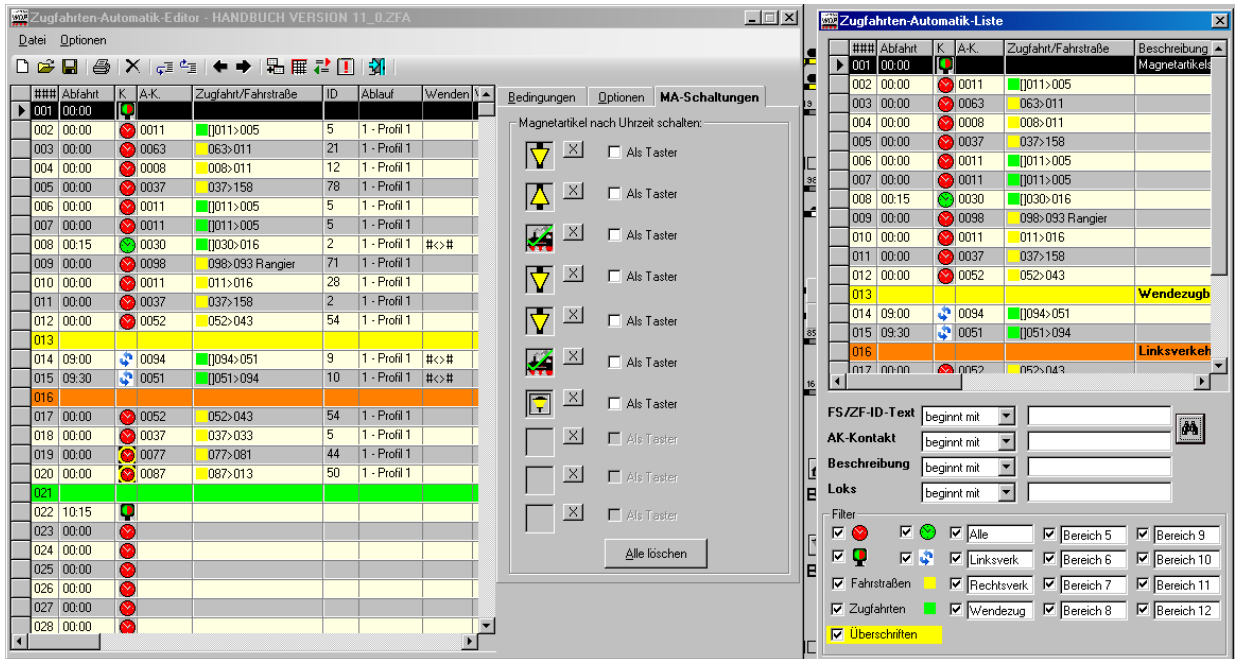 Zugfahrten-Automatik-Editor - HANDBUCH VERSION 11_0.ZFA
Datei Optionen
### Abfahrt K A.-K. Zugfahrt/Fahrstraße ID Ablauf Wenden
001 00:00
002 00:00 0011 []011>005 5 1 - Profil 1
003 00:00 0063 063>011 21 1 - Profil 1
004 00:00 0008 008>011 12 1 - Profil 1
005 00:00 0037 037>158 78 1 - Profil 1
006 00:00 0011 []011>005 5 1 - Profil 1
007 00:00 0011 []011>005 5 1 - Profil 1
008 00:15 0030 []030>016 2 1 - Profil 1 #<>#
009 00:00 0098 098>093 Rangier 71 1 - Profil 1
010 00:00 0011 011>016 28 1 - Profil 1
011 00:00 0037 037>158 2 1 - Profil 1
012 00:00 0052 052>043 54 1 - Profil 1
013
014 09:00 0094 []094>051 9 1 - Profil 1 #<>#
015 09:30 0051 []051>094 10 1 - Profil 1 #<>#
016
017 00:00 0052 052>043 54 1 - Profil 1
018 00:00 0037 037>033 5 1 - Profil 1
019 00:00 0077 077>081 44 1 - Profil 1
020 00:00 0087 087>013 50 1 - Profil 1
021
022 10:15
023 00:00
024 00:00
025 00:00
026 00:00
027 00:00
028 00:00
Bedingungen Optionen MA-Schaltungen
Magnetartikel nach Uhrzeit schalten:
X Als Taster
X Als Taster
X Als Taster
X Als Taster
X Als Taster
X Als Taster
X Als Taster
X Als Taster
X Als Taster
X Als Taster
Alle löschen
Zugfahrten-Automatik-Liste
### Abfahrt K A.-K. Zugfahrt/Fahrstraße Beschreibung
001 00:00 Magnetartikels
002 00:00 0011 []011>005
003 00:00 0063 063>011
004 00:00 0008 008>011
005 00:00 0037 037>158
006 00:00 0011 []011>005
007 00:00 0011 []011>005
008 00:15 0030 []030>016
009 00:00 0098 098>093 Rangier
010 00:00 0011 011>016
011 00:00 0037 037>158
012 00:00 0052 052>043
013 Wendezugb
014 09:00 0094 []094>051
015 09:30 0051 []051>094
016 Linksverkeh
017 00:00 0052 052>043
FS/ZF-ID-Text beginnt mit
AK-Kontakt beginnt mit
Beschreibung beginnt mit
Loks beginnt mit
Filter
Alle Bereich 5 Bereich 9
Linksverk Bereich 6 Bereich 10
Fahrstraßen Rechtsverk Bereich 7 Bereich 11
Zugfahrten Wendezug Bereich 8 Bereich 12
Überschriften